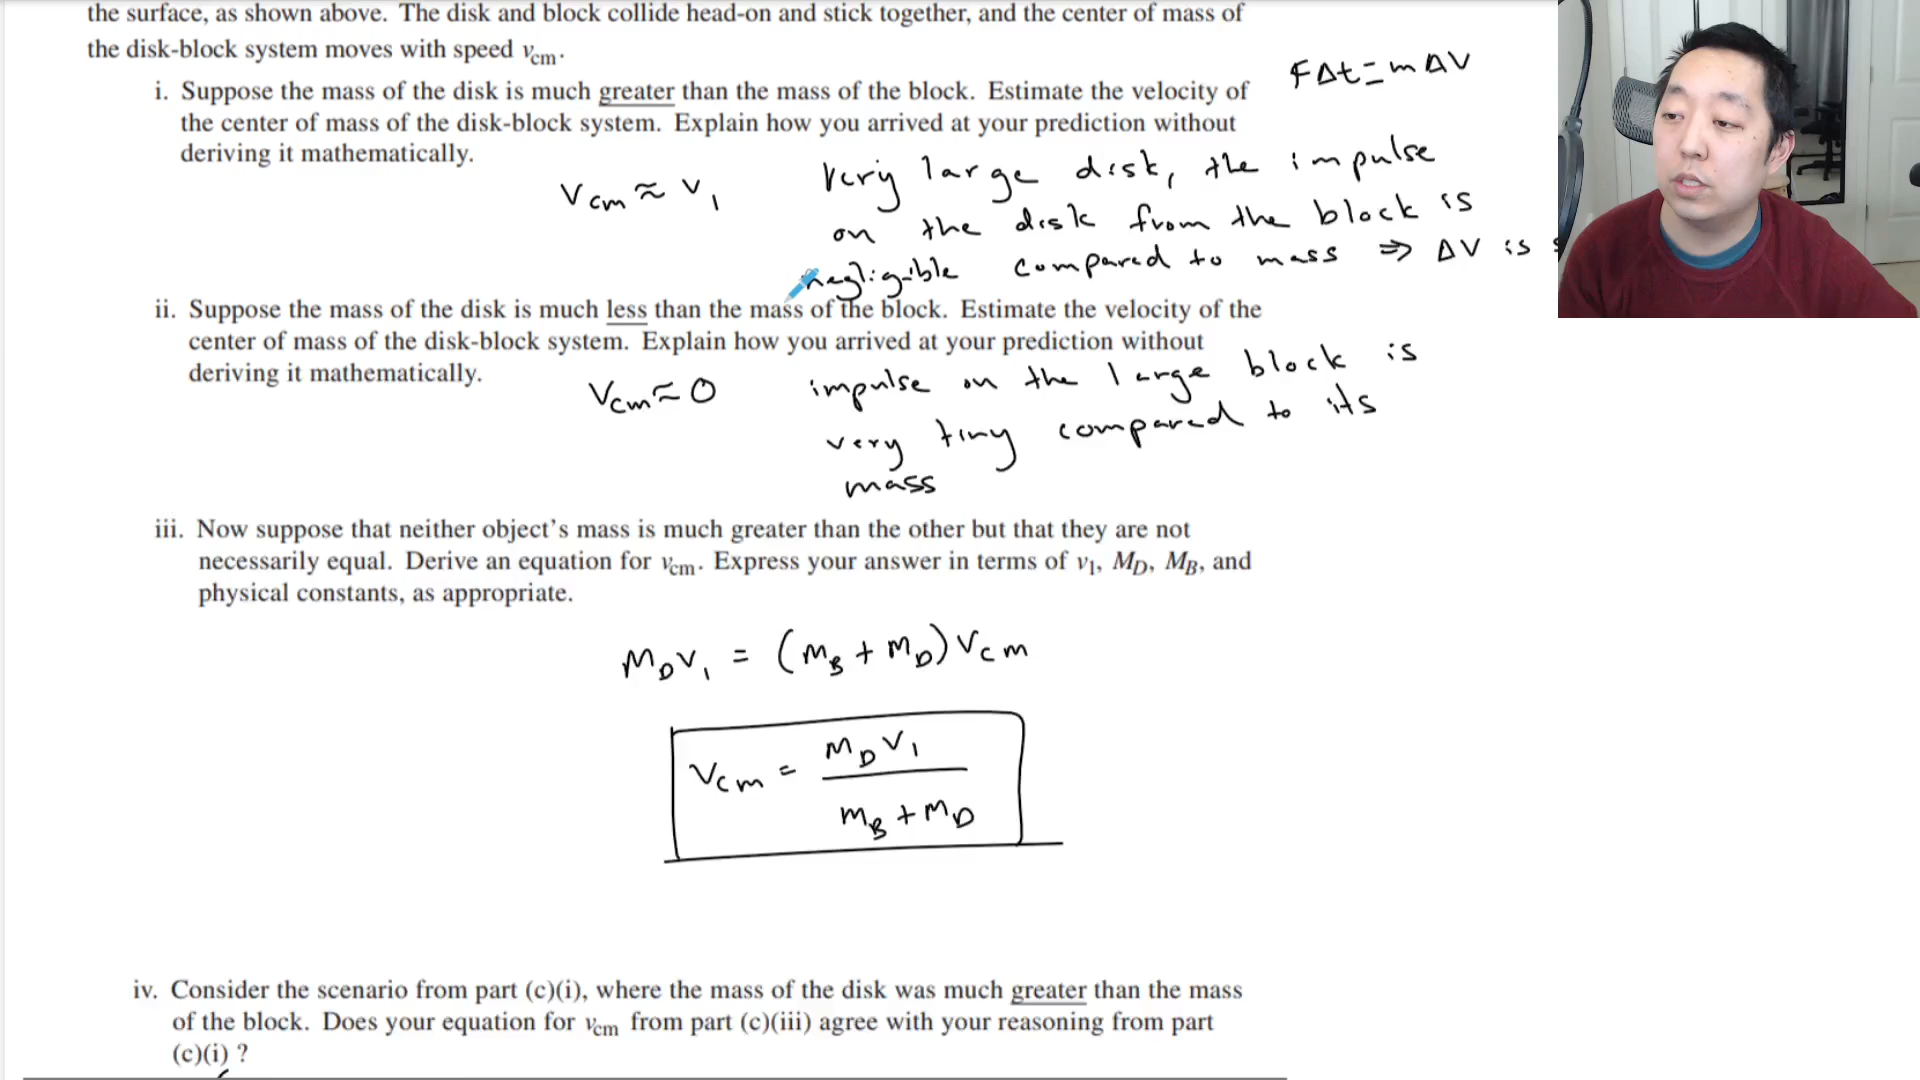 the surface, as shown above. The disk and block collide head-on and stick together, and the center of mass of
the disk-block system moves with speed vcm.
FΔt = mΔV
i. Suppose the mass of the disk is much greater than the mass of the block. Estimate the velocity of
the center of mass of the disk-block system. Explain how you arrived at your prediction without
deriving it mathematically.
Vcm ≈ V1
Very large disk, the impulse
on the disk from the block is
negligible compared to mass ⇒ ΔV is
ii. Suppose the mass of the disk is much less than the mass of the block. Estimate the velocity of the
center of mass of the disk-block system. Explain how you arrived at your prediction without
deriving it mathematically.
Vcm ≈ 0
impulse on the large block is
very tiny compared to its
mass
iii. Now suppose that neither object's mass is much greater than the other but that they are not
necessarily equal. Derive an equation for vcm. Express your answer in terms of v1, MD, MB, and
physical constants, as appropriate.
MDV1 = (MB + MD)Vcm
Vcm = MDV1
MB + MD
iv. Consider the scenario from part (c)(i), where the mass of the disk was much greater than the mass
of the block. Does your equation for vcm from part (c)(iii) agree with your reasoning from part
(c)(i) ?